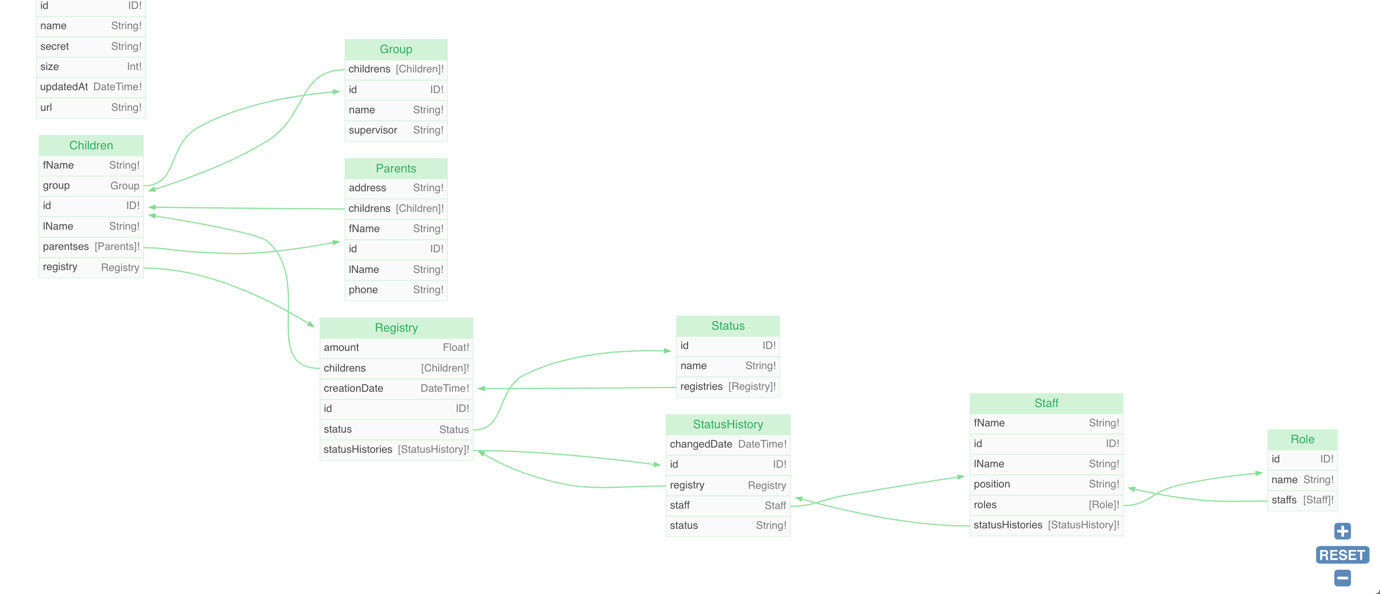 id ID!
name String!
secret String!
size Int!
updatedAt DateTime!
url String!
Children
fName String!
group Group
id ID!
lName String!
parentses [Parents]!
registry Registry
Group
childrens [Children]!
id ID!
name String!
supervisor String!
Parents
address String!
childrens [Children]!
fName String!
id ID!
lName String!
phone String!
Registry
amount Float!
childrens [Children]!
creationDate DateTime!
id ID!
status Status
statusHistories [StatusHistory]!
Status
id ID!
name String!
registries [Registry]!
StatusHistory
changedDate DateTime!
id ID!
registry Registry
staff Staff
status String!
Staff
fName String!
id ID!
lName String!
position String!
roles [Role]!
statusHistories [StatusHistory]!
Role
id ID!
name String!
staffs [Staff]!
RESET